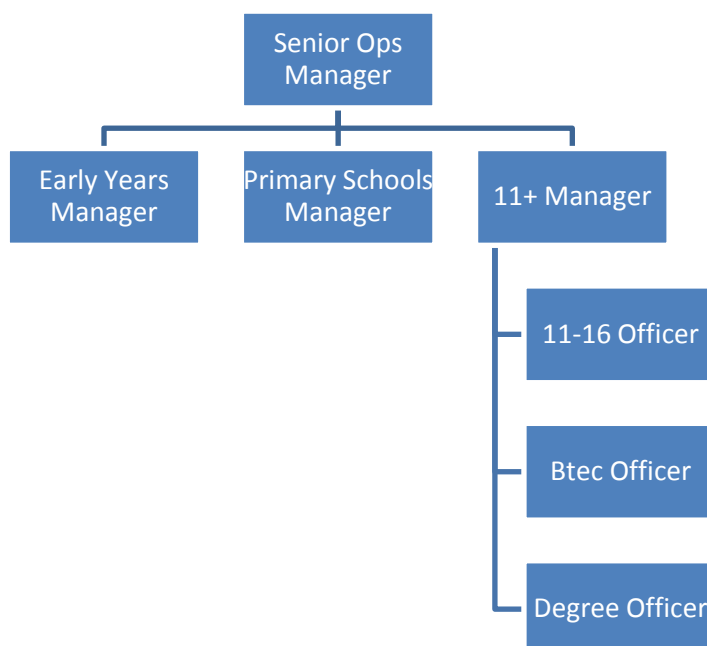 Senior Ops
Manager
Early Years
Manager
Primary Schools
Manager
11+ Manager
11-16 Officer
Btec Officer
Degree Officer